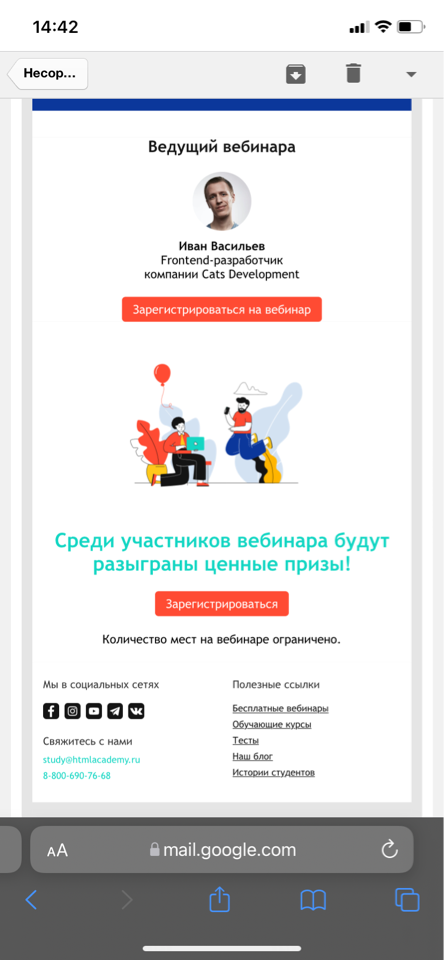 14:42
Несор...
Ведущий вебинара
Иван Васильев
Frontend-разработчик
компании Cats Development
Зарегистрироваться на вебинар
Среди участников вебинара будут
разыграны ценные призы!
Зарегистрироваться
Количество мест на вебинаре ограничено.
Мы в социальных сетях
Свяжитесь с нами
study@htmlacademy.ru
8-800-690-76-68
Полезные ссылки
Бесплатные вебинары
Обучающие курсы
Тесты
Наш блог
Истории студентов
AA
mail.google.com